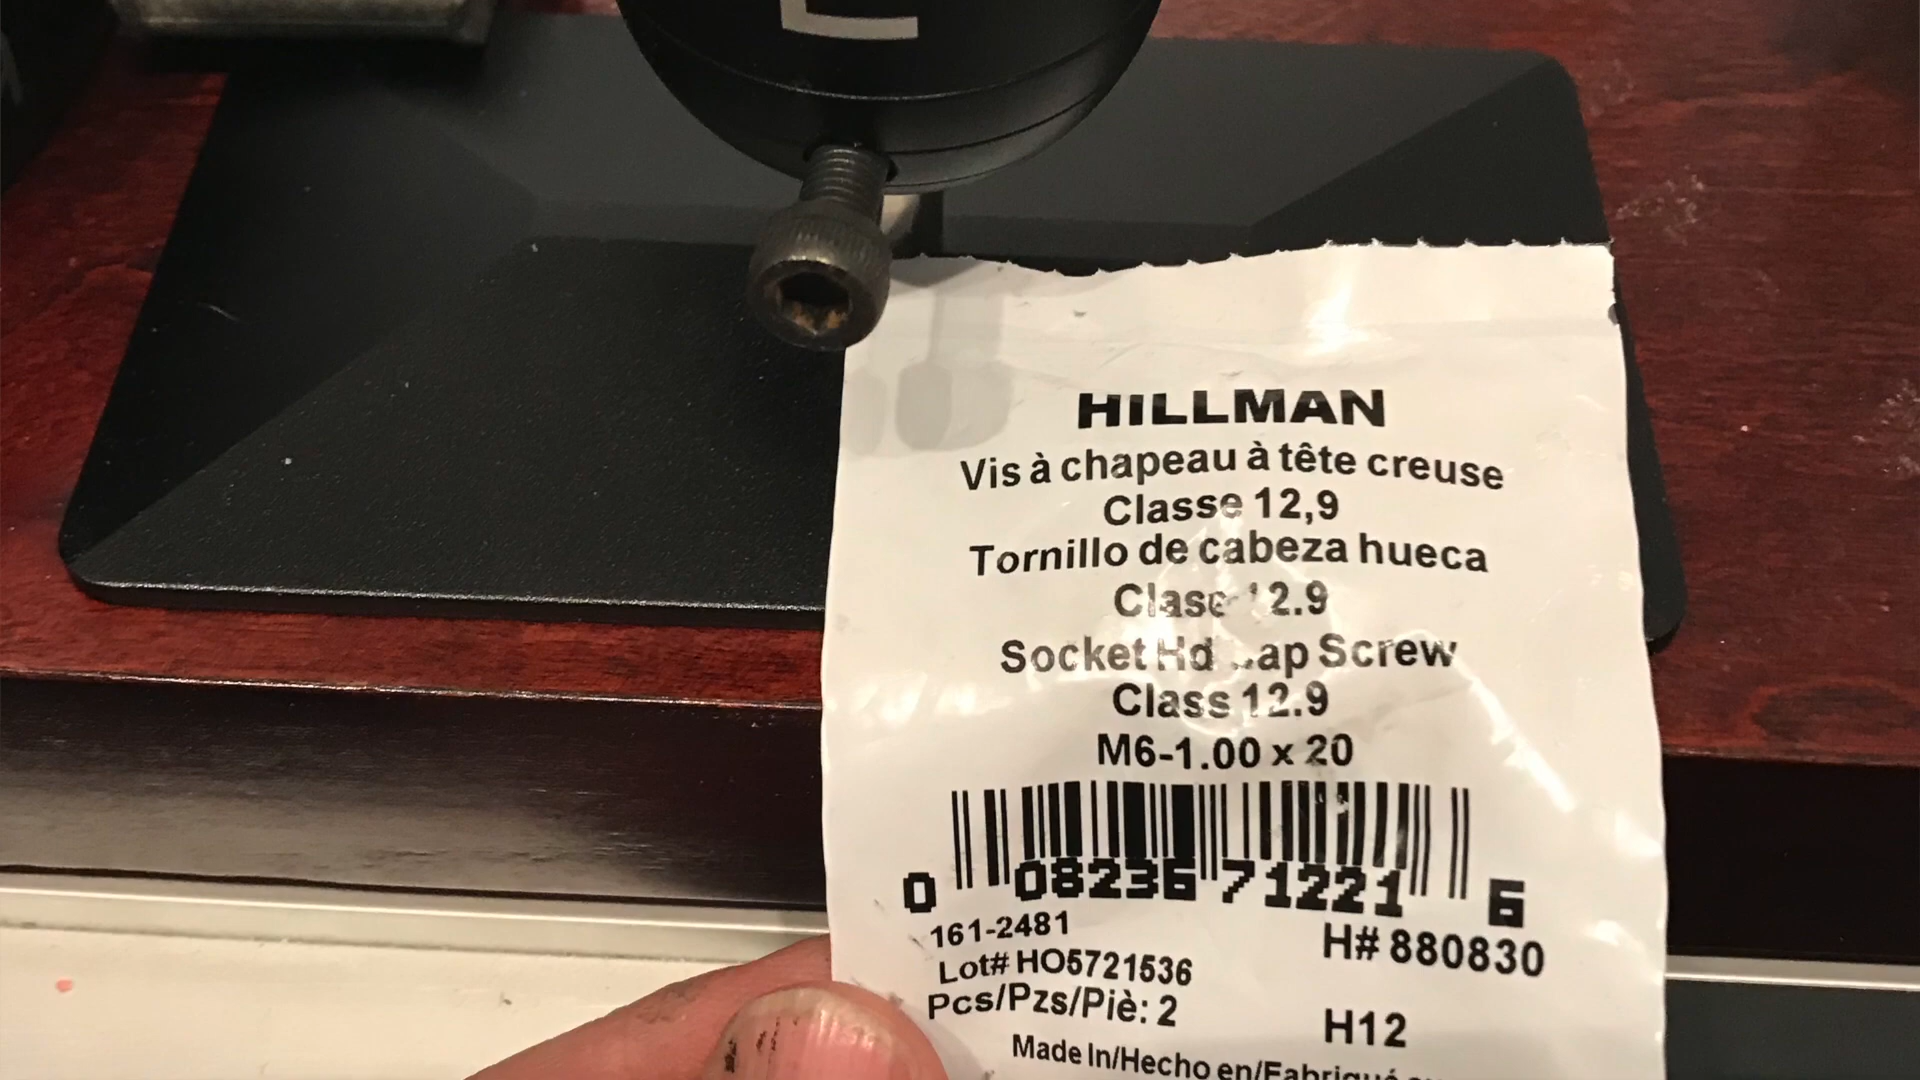 HILLMAN
Vis à chapeau à tête creuse
Classe 12,9
Tornillo de cabeza hueca
12.9
Socket Hd Screw
Class 12.9
M6-1.00 x 20
0 08236 71221 6
161-2481 H# 880830
Lot# HO5721536
Pcs/Pzs/Piè: 2 H12
Made In/Hecho en/Fabriqué